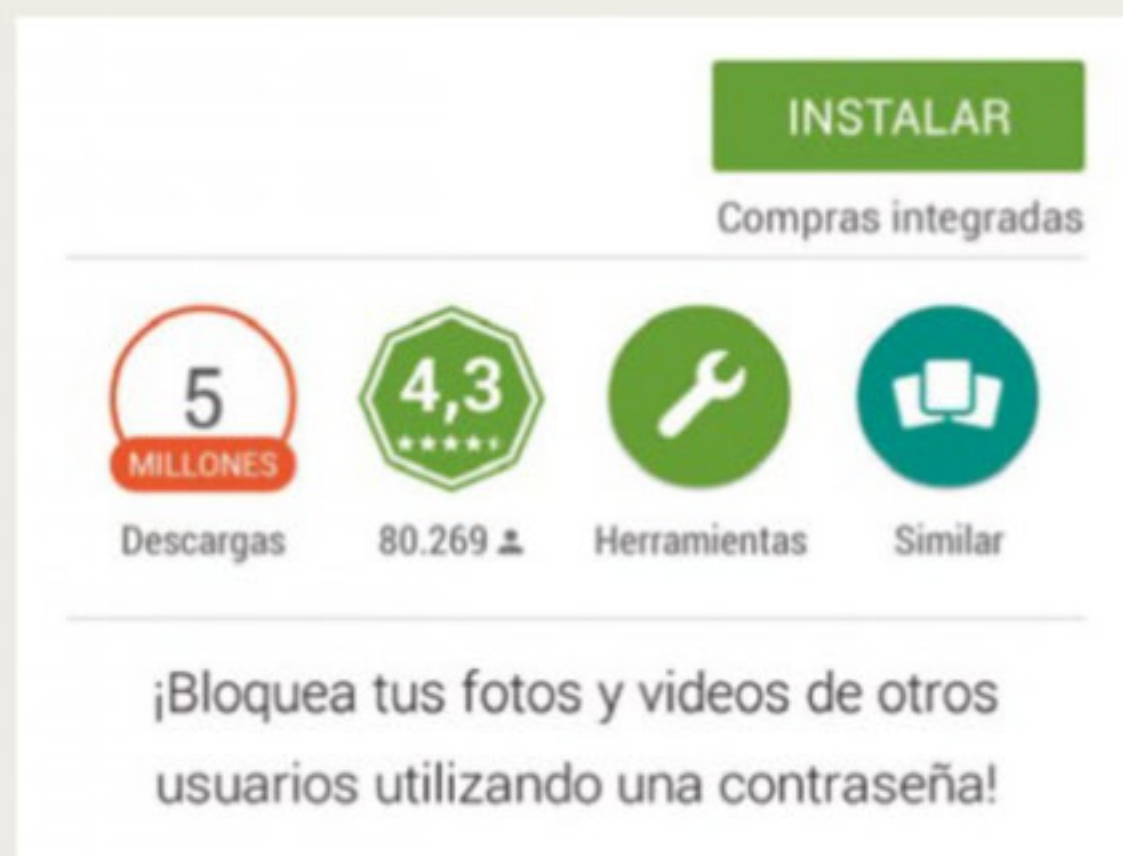 INSTALAR
Compras integradas
5
MILLONES
Descargas
4,3
80.269
Herramientas
Similar
¡Bloquea tus fotos y videos de otros
usuarios utilizando una contraseña!